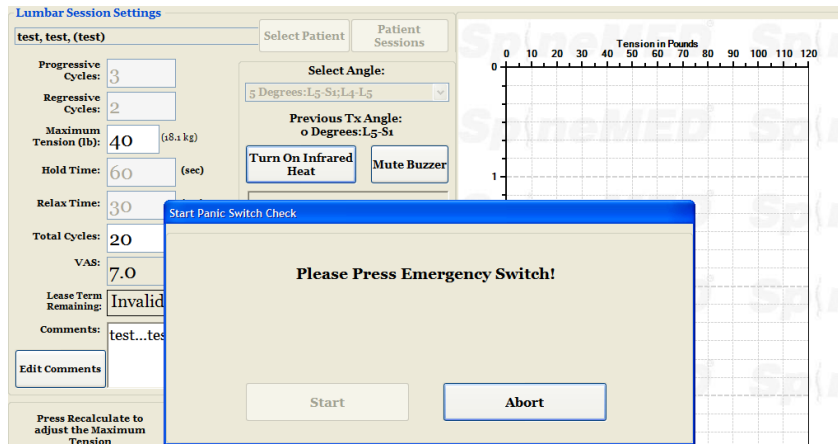 Lumbar Session Settings
test, test, (test)
Select Patient
Patient
Sessions
Progressive
Cycles:
3
Regressive
Cycles:
2
Maximum
Tension (lb):
40
(18.1 kg)
Hold Time:
60
(sec)
Relax Time:
30
Total Cycles:
20
VAS:
7.0
Lease Term
Remaining:
Invalid
Comments:
test...tes
Edit Comments
Press Recalculate to
adjust the Maximum
Tension
Select Angle:
5 Degrees:L5-S1;L4-L5
Previous Tx Angle:
0 Degrees:L5-S1
Turn On Infrared
Heat
Mute Buzzer
Start Panic Switch Check
Please Press Emergency Switch!
Start
Abort
SpineMED
Tension in Pounds
0 10 20 30 40 50 60 70 80 90 100 110 120
0
1
SpineMED